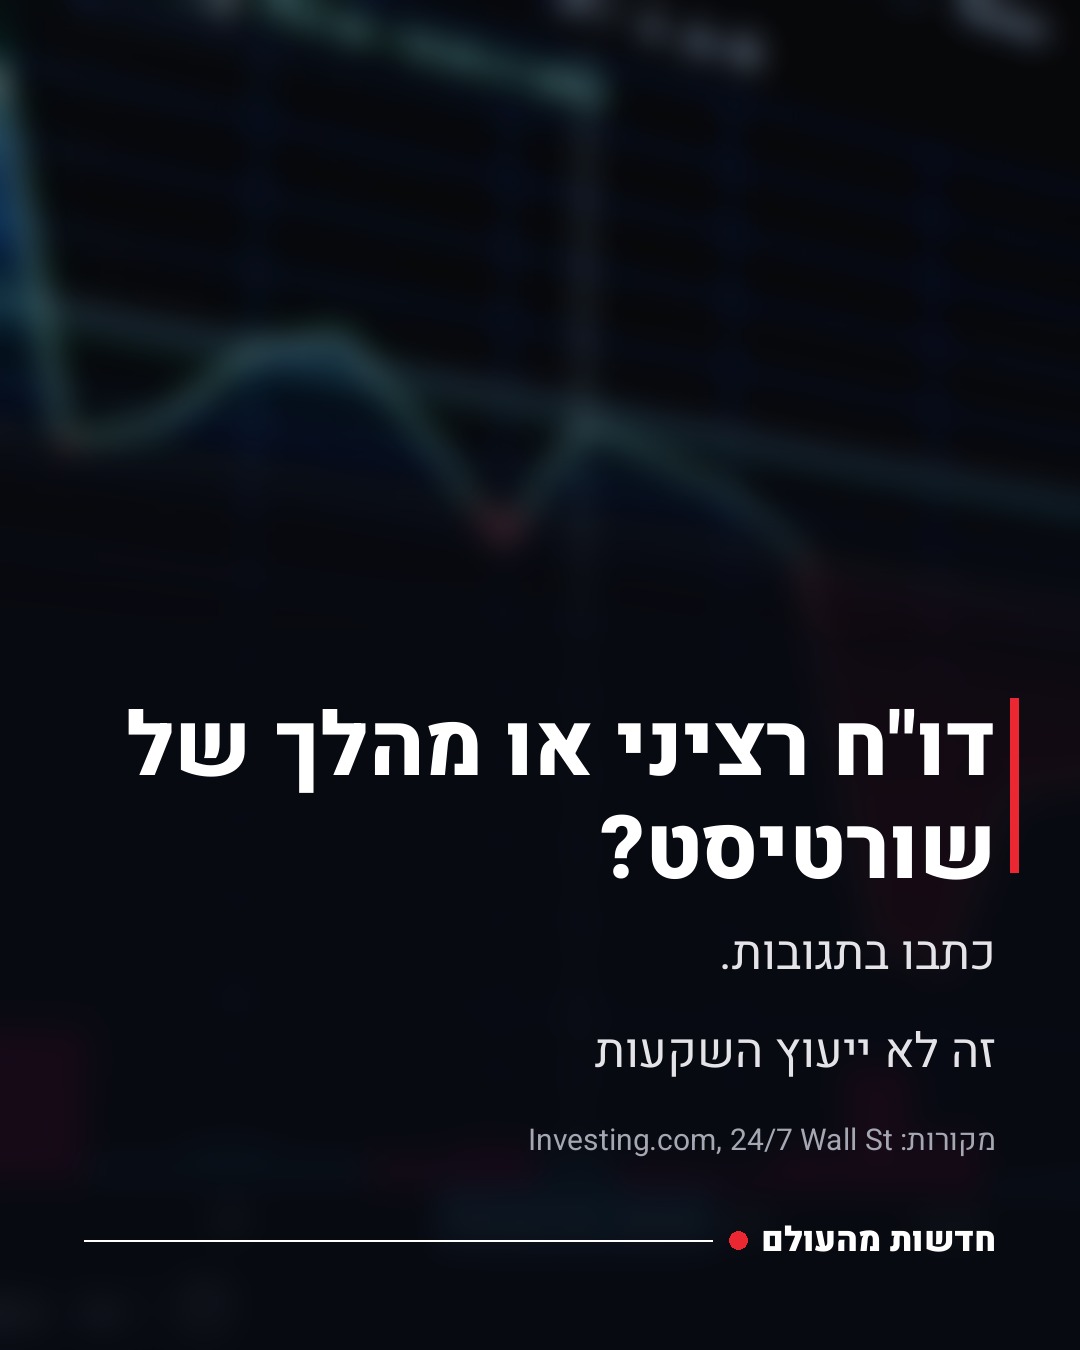 דו"ח רציני או מהלך של
שורטיסט?
כתבו בתגובות.
זה לא ייעוץ השקעות
מקורות: Investing.com, 24/7 Wall St
חדשות מהעולם